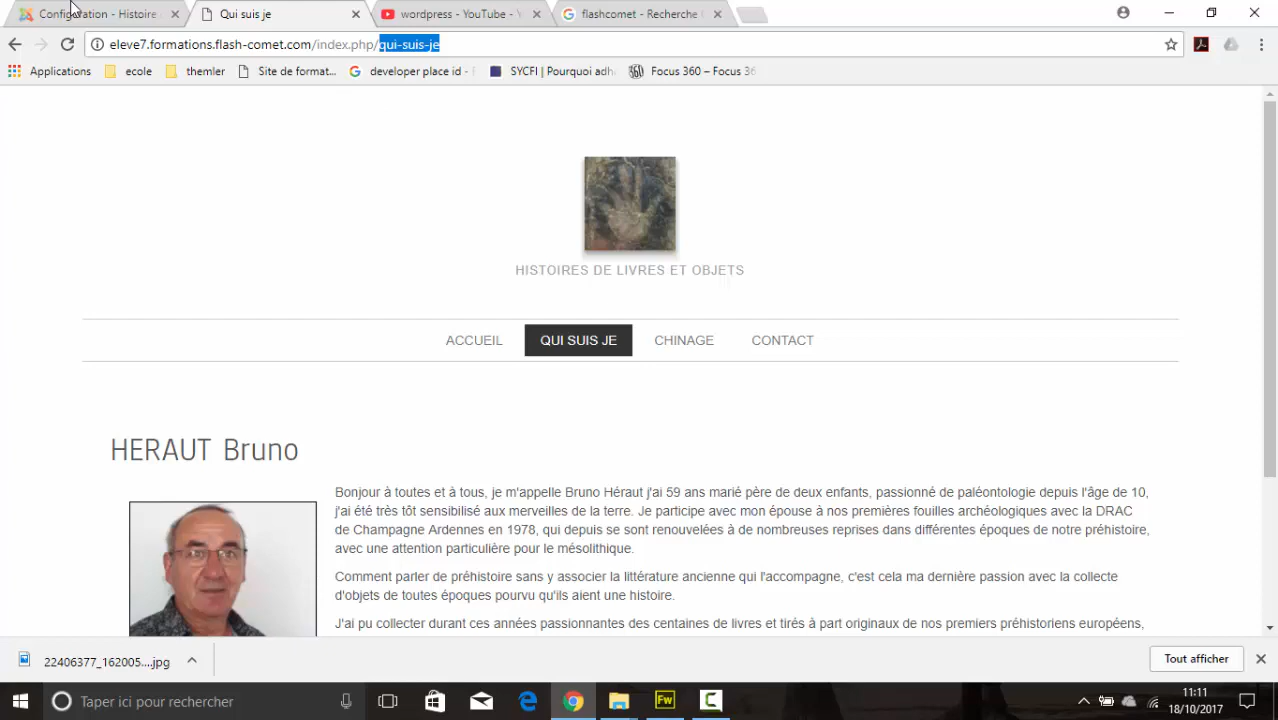 Configuration - Histoire
Qui suis je
wordpress - YouTube - Y
flashcomet - Recherche
eleve7.formations.flash-comet.com/index.php/qui-suis-je
Applications
ecole
themler
Site de format...
developer place id -
SYCFI | Pourquoi adh
Focus 360 – Focus 36
HISTOIRES DE LIVRES ET OBJETS
ACCUEIL
QUI SUIS JE
CHINAGE
CONTACT
HERAUT Bruno
Bonjour à toutes et à tous, je m'appelle Bruno Héraut j'ai 59 ans marié père de deux enfants, passionné de paléontologie depuis l'âge de 10,
j'ai été très tôt sensibilisé aux merveilles de la terre. Je participe avec mon épouse à nos premières fouilles archéologiques avec la DRAC
de Champagne Ardennes en 1978, qui depuis se sont renouvelées à de nombreuses reprises dans différentes époques de notre préhistoire,
avec une attention particulière pour le mésolithique.
Comment parler de préhistoire sans y associer la littérature ancienne qui l'accompagne, c'est cela ma dernière passion avec la collecte
d'objets de toutes époques pourvu qu'ils aient une histoire.
J'ai pu collecter durant ces années passionnantes des centaines de livres et tirés à part originaux de nos premiers préhistoriens européens,
22406377_162005....jpg
Tout afficher
Taper ici pour rechercher
Fw
11:11
18/10/2017